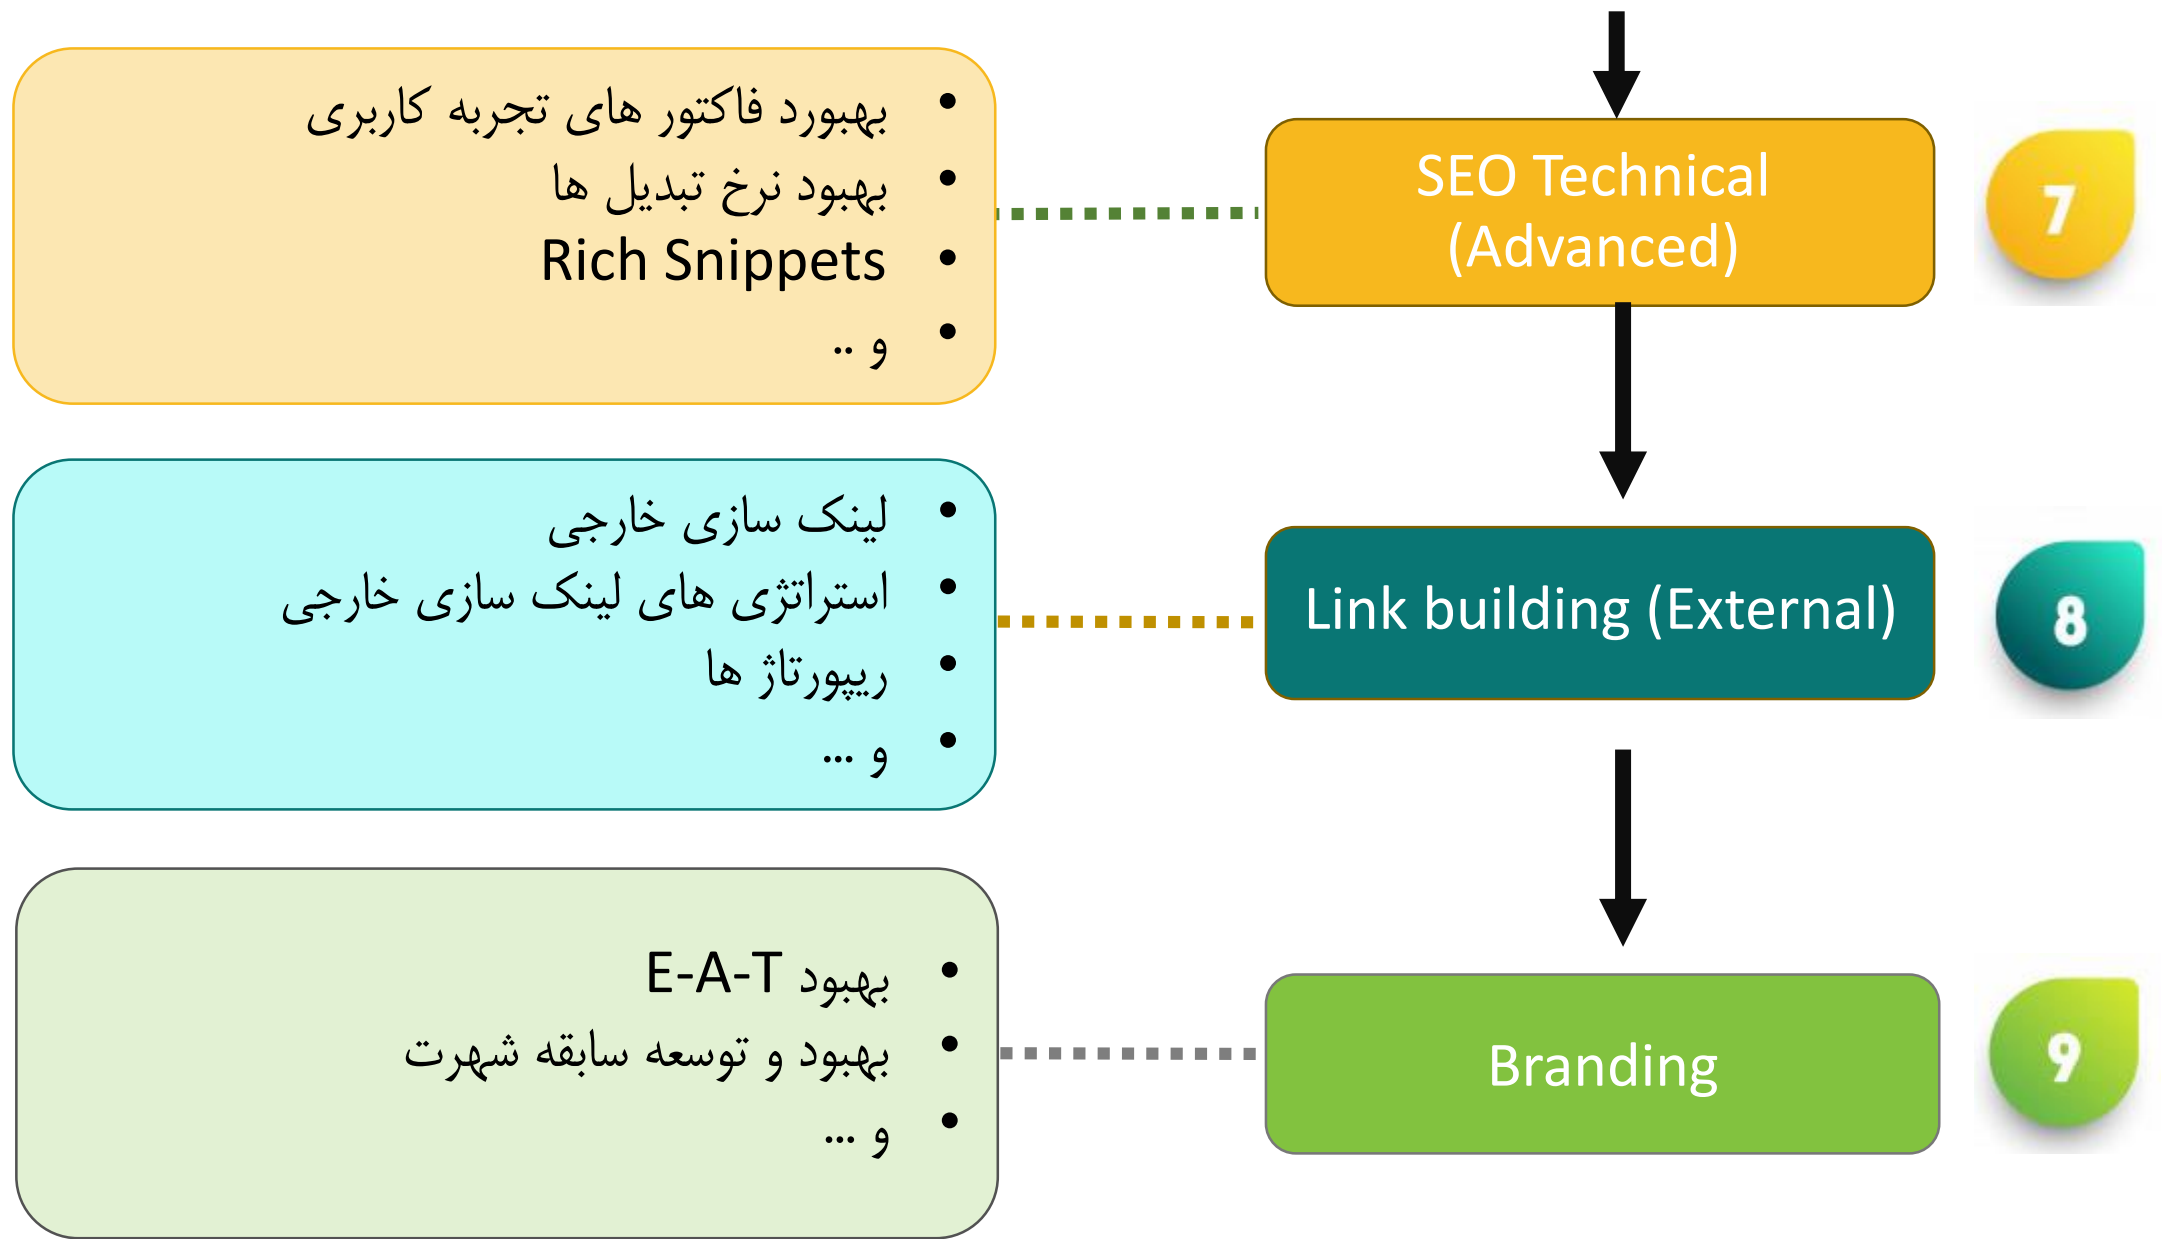 7
SEO Technical
(Advanced)
• بهبورد فاکتور های تجربه کاربری
• بهبود نرخ تبدیل ها
• Rich Snippets
• و ..
8
Link building (External)
• لینک سازی خارجی
• استراتژی های لینک سازی خارجی
• ریپورتاژ ها
• و ...
9
Branding
• بهبود E-A-T
• بهبود و توسعه سابقه شهرت
• و ...